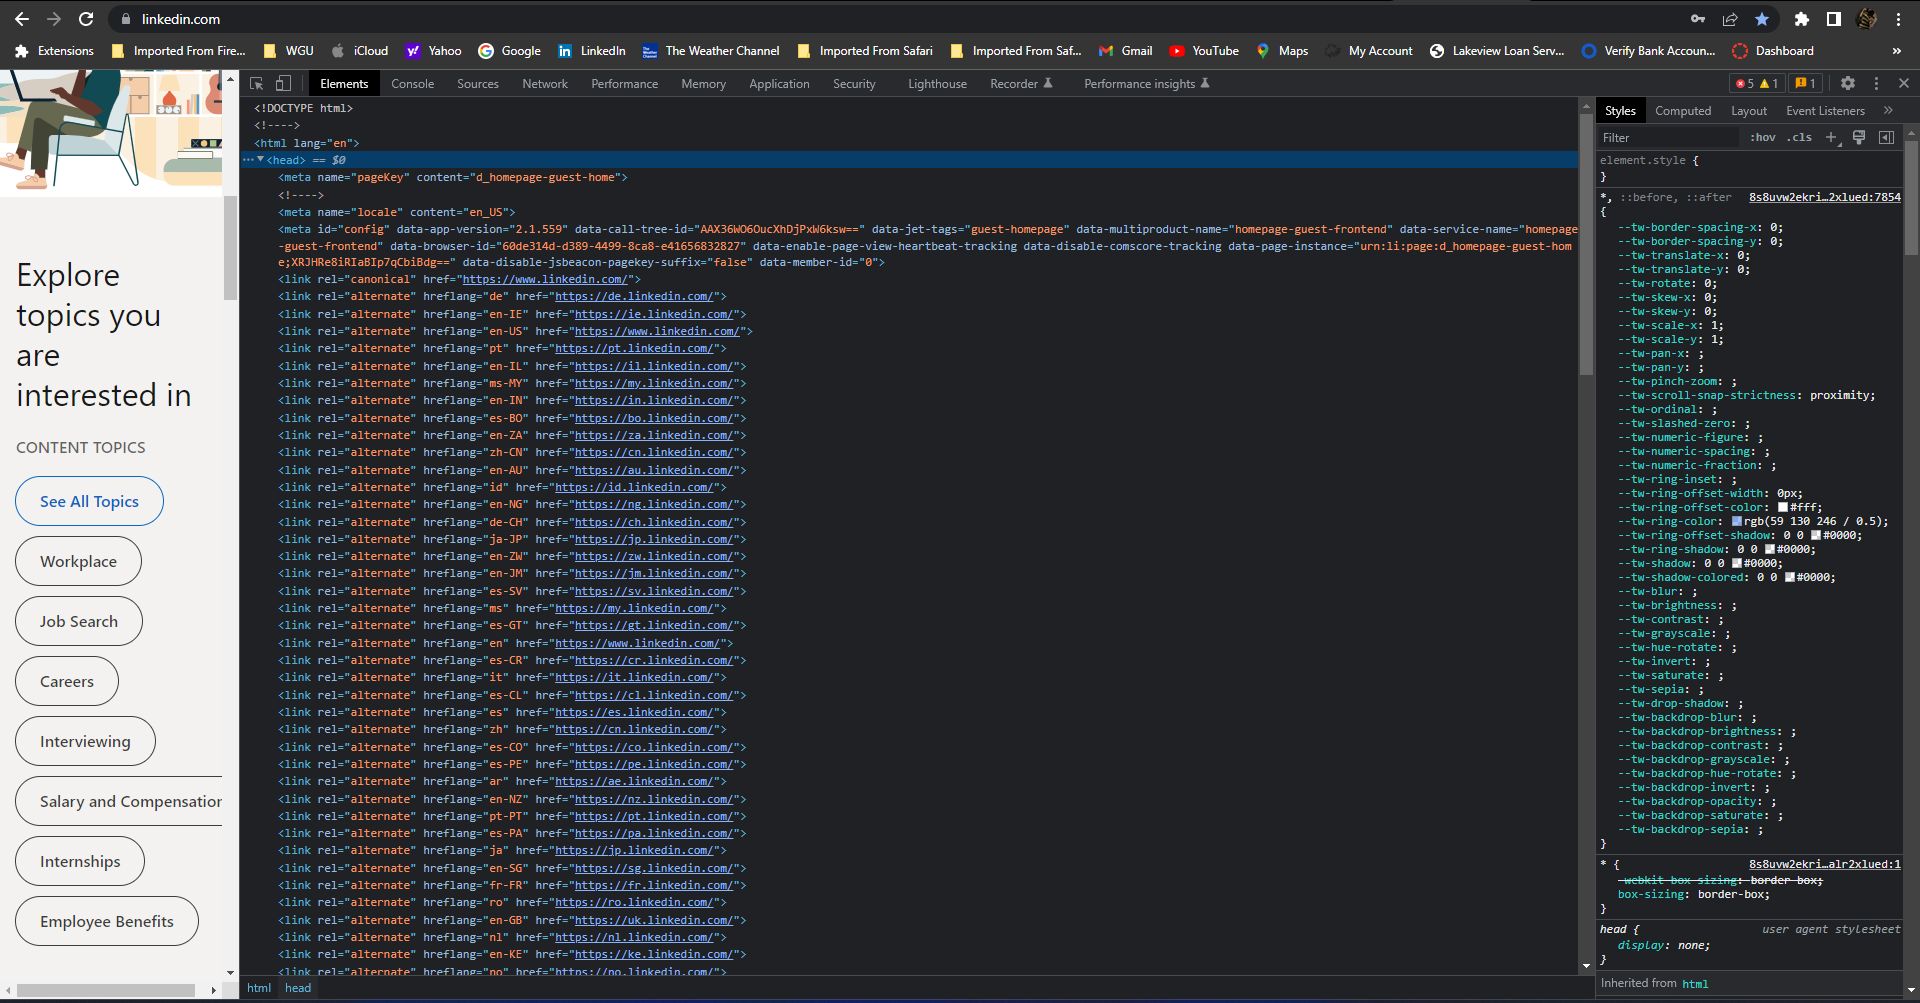 linkedin.com
Extensions Imported From Fire... WGU iCloud Yahoo Google LinkedIn The Weather Channel Imported From Safari Imported From Saf... Gmail YouTube Maps My Account Lakeview Loan Serv... Verify Bank Accoun... Dashboard »
Elements Console Sources Network Performance Memory Application Security Lighthouse Recorder Performance insights 5 1 1
Explore
topics you
are
interested in
CONTENT TOPICS
See All Topics
Workplace
Job Search
Careers
Interviewing
Salary and Compensation
Internships
Employee Benefits
<!DOCTYPE html>
<!---->
<html lang="en">
<head> == $0
<meta name="pageKey" content="d_homepage-guest-home">
<!---->
<meta name="locale" content="en_US">
<meta id="config" data-app-version="2.1.559" data-call-tree-id="AAX36WO6OucXhDjPxW6ksw==" data-jet-tags="guest-homepage" data-multiproduct-name="homepage-guest-frontend" data-service-name="homepage
-guest-frontend" data-browser-id="60de314d-d389-4499-8ca8-e41656832827" data-enable-page-view-heartbeat-tracking data-disable-comscore-tracking data-page-instance="urn:li:page:d_homepage-guest-hom
e;XRJHRe8iRIaBIp7qCbiBdg==" data-disable-jsbeacon-pagekey-suffix="false" data-member-id="0">
<link rel="canonical" href="https://www.linkedin.com/">
<link rel="alternate" hreflang="de" href="https://de.linkedin.com/">
<link rel="alternate" hreflang="en-IE" href="https://ie.linkedin.com/">
<link rel="alternate" hreflang="en-US" href="https://www.linkedin.com/">
<link rel="alternate" hreflang="pt" href="https://pt.linkedin.com/">
<link rel="alternate" hreflang="en-IL" href="https://il.linkedin.com/">
<link rel="alternate" hreflang="ms-MY" href="https://my.linkedin.com/">
<link rel="alternate" hreflang="en-IN" href="https://in.linkedin.com/">
<link rel="alternate" hreflang="es-BO" href="https://bo.linkedin.com/">
<link rel="alternate" hreflang="en-ZA" href="https://za.linkedin.com/">
<link rel="alternate" hreflang="zh-CN" href="https://cn.linkedin.com/">
<link rel="alternate" hreflang="en-AU" href="https://au.linkedin.com/">
<link rel="alternate" hreflang="id" href="https://id.linkedin.com/">
<link rel="alternate" hreflang="en-NG" href="https://ng.linkedin.com/">
<link rel="alternate" hreflang="de-CH" href="https://ch.linkedin.com/">
<link rel="alternate" hreflang="ja-JP" href="https://jp.linkedin.com/">
<link rel="alternate" hreflang="en-ZW" href="https://zw.linkedin.com/">
<link rel="alternate" hreflang="en-JM" href="https://jm.linkedin.com/">
<link rel="alternate" hreflang="es-SV" href="https://sv.linkedin.com/">
<link rel="alternate" hreflang="ms" href="https://my.linkedin.com/">
<link rel="alternate" hreflang="es-GT" href="https://gt.linkedin.com/">
<link rel="alternate" hreflang="en" href="https://www.linkedin.com/">
<link rel="alternate" hreflang="es-CR" href="https://cr.linkedin.com/">
<link rel="alternate" hreflang="it" href="https://it.linkedin.com/">
<link rel="alternate" hreflang="es-CL" href="https://cl.linkedin.com/">
<link rel="alternate" hreflang="es" href="https://es.linkedin.com/">
<link rel="alternate" hreflang="zh" href="https://cn.linkedin.com/">
<link rel="alternate" hreflang="es-CO" href="https://co.linkedin.com/">
<link rel="alternate" hreflang="es-PE" href="https://pe.linkedin.com/">
<link rel="alternate" hreflang="ar" href="https://ae.linkedin.com/">
<link rel="alternate" hreflang="en-NZ" href="https://nz.linkedin.com/">
<link rel="alternate" hreflang="pt-PT" href="https://pt.linkedin.com/">
<link rel="alternate" hreflang="es-PA" href="https://pa.linkedin.com/">
<link rel="alternate" hreflang="ja" href="https://jp.linkedin.com/">
<link rel="alternate" hreflang="en-SG" href="https://sg.linkedin.com/">
<link rel="alternate" hreflang="fr-FR" href="https://fr.linkedin.com/">
<link rel="alternate" hreflang="ro" href="https://ro.linkedin.com/">
<link rel="alternate" hreflang="en-GB" href="https://uk.linkedin.com/">
<link rel="alternate" hreflang="nl" href="https://nl.linkedin.com/">
<link rel="alternate" hreflang="en-KE" href="https://ke.linkedin.com/">
<link rel="alternate" hreflang="no" href="https://no.linkedin.com/">
html head
Styles Computed Layout Event Listeners »
Filter :hov .cls +
element.style {
}
*, ::before, ::after 8s8uvw2ekri…2xlued:7854
{
--tw-border-spacing-x: 0;
--tw-border-spacing-y: 0;
--tw-translate-x: 0;
--tw-translate-y: 0;
--tw-rotate: 0;
--tw-skew-x: 0;
--tw-skew-y: 0;
--tw-scale-x: 1;
--tw-scale-y: 1;
--tw-pan-x: ;
--tw-pan-y: ;
--tw-pinch-zoom: ;
--tw-scroll-snap-strictness: proximity;
--tw-ordinal: ;
--tw-slashed-zero: ;
--tw-numeric-figure: ;
--tw-numeric-spacing: ;
--tw-numeric-fraction: ;
--tw-ring-inset: ;
--tw-ring-offset-width: 0px;
--tw-ring-offset-color: #fff;
--tw-ring-color: rgb(59 130 246 / 0.5);
--tw-ring-offset-shadow: 0 0 #0000;
--tw-ring-shadow: 0 0 #0000;
--tw-shadow: 0 0 #0000;
--tw-shadow-colored: 0 0 #0000;
--tw-blur: ;
--tw-brightness: ;
--tw-contrast: ;
--tw-grayscale: ;
--tw-hue-rotate: ;
--tw-invert: ;
--tw-saturate: ;
--tw-sepia: ;
--tw-drop-shadow: ;
--tw-backdrop-blur: ;
--tw-backdrop-brightness: ;
--tw-backdrop-contrast: ;
--tw-backdrop-grayscale: ;
--tw-backdrop-hue-rotate: ;
--tw-backdrop-invert: ;
--tw-backdrop-opacity: ;
--tw-backdrop-saturate: ;
--tw-backdrop-sepia: ;
}
* { 8s8uvw2ekri…alr2xlued:1
-webkit-box-sizing: border-box;
box-sizing: border-box;
}
head { user agent stylesheet
display: none;
}
Inherited from html